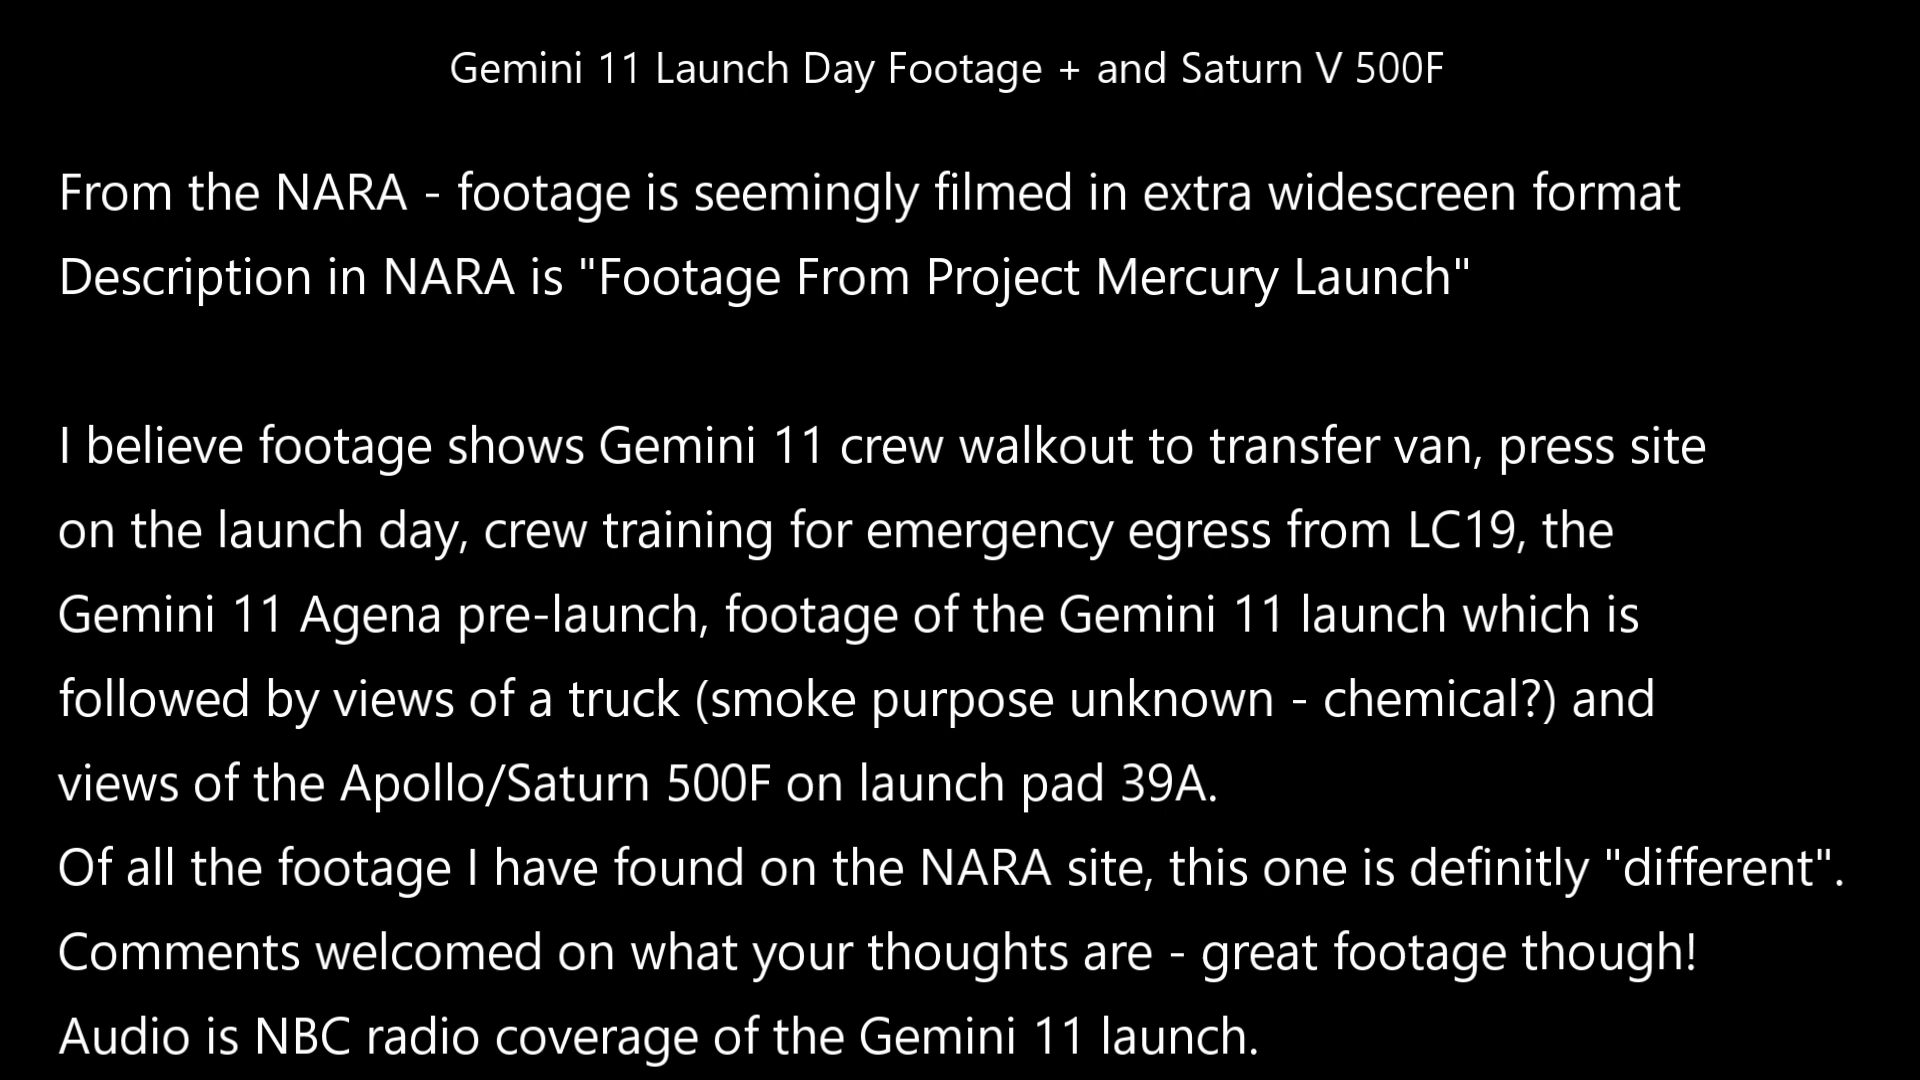 Gemini 11 Launch Day Footage + and Saturn V 500F
From the NARA - footage is seemingly filmed in extra widescreen format
Description in NARA is "Footage From Project Mercury Launch"
I believe footage shows Gemini 11 crew walkout to transfer van, press site
on the launch day, crew training for emergency egress from LC19, the
Gemini 11 Agena pre-launch, footage of the Gemini 11 launch which is
followed by views of a truck (smoke purpose unknown - chemical?) and
views of the Apollo/Saturn 500F on launch pad 39A.
Of all the footage I have found on the NARA site, this one is definitly "different".
Comments welcomed on what your thoughts are - great footage though!
Audio is NBC radio coverage of the Gemini 11 launch.